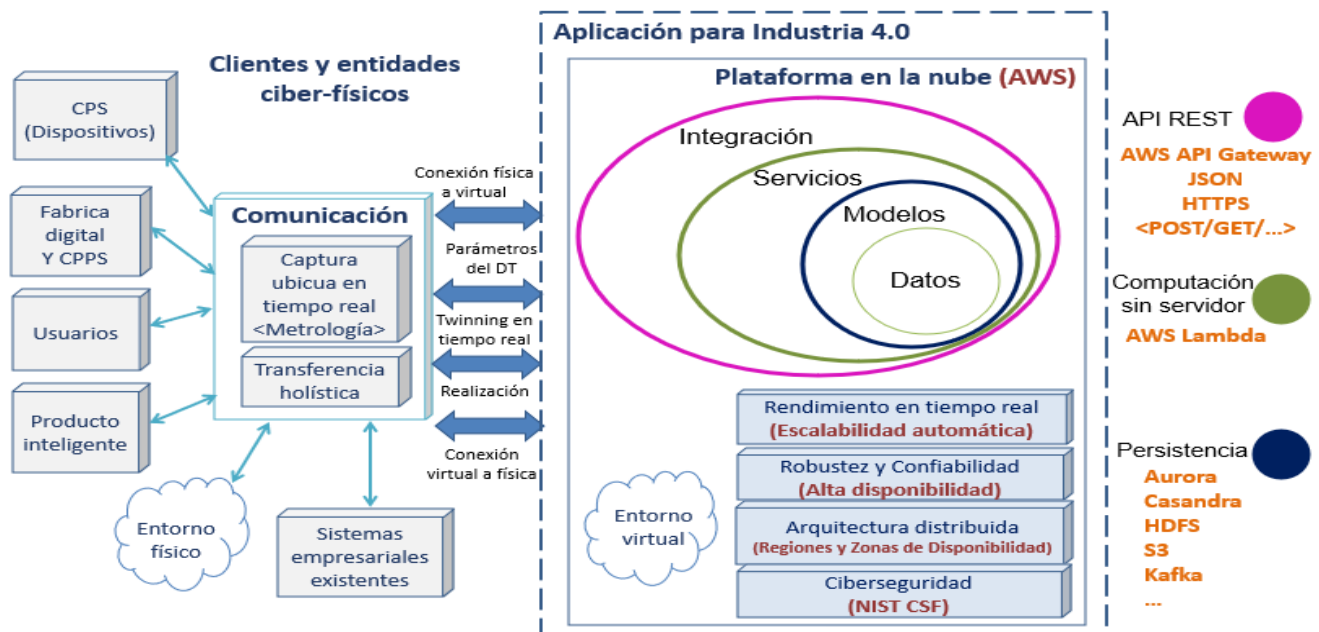 Clientes y entidades
ciber-físicos
CPS
(Dispositivos)
Fabrica
digital
Y CPPS
Usuarios
Producto
inteligente
Comunicación
Captura
ubicua en
tiempo real
<Metrología>
Transferencia
holística
Entorno
físico
Sistemas
empresariales
existentes
Conexión física
a virtual
Parámetros
del DT
Twinning en
tiempo real
Realización
Conexión
virtual a física
Aplicación para Industria 4.0
Plataforma en la nube (AWS)
Integración
Servicios
Modelos
Datos
Rendimiento en tiempo real
(Escalabilidad automática)
Robustez y Confiabilidad
(Alta disponibilidad)
Arquitectura distribuida
(Regiones y Zonas de Disponibilidad)
Ciberseguridad
(NIST CSF)
Entorno
virtual
API REST
AWS API Gateway
JSON
HTTPS
<POST/GET/...>
Computación
sin servidor
AWS Lambda
Persistencia
Aurora
Casandra
HDFS
S3
Kafka
...